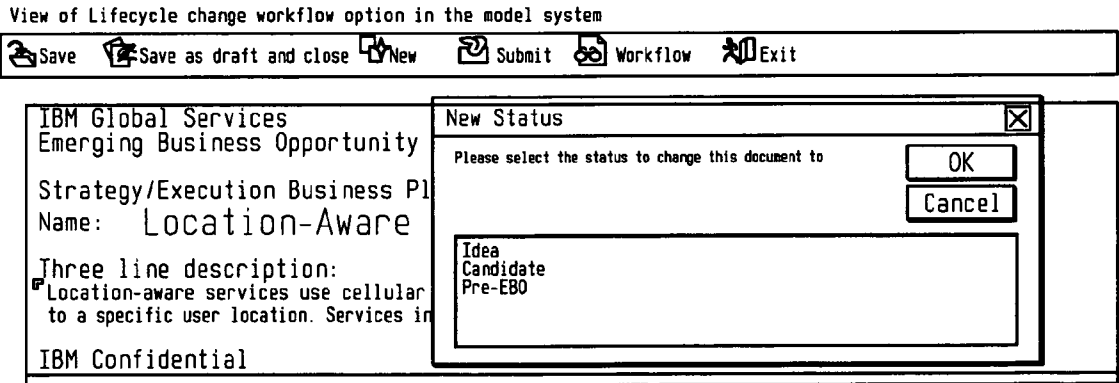 View of Lifecycle change workflow option in the model system
Save Save as draft and close New Submit Workflow Exit
IBM Global Services
Emerging Business Opportunity
Strategy/Execution Business Pl
Name: Location-Aware
Three line description:
Location-aware services use cellular
to a specific user location. Services in
IBM Confidential
New Status
Please select the status to change this document to
OK
Cancel
Idea
Candidate
Pre-EBO